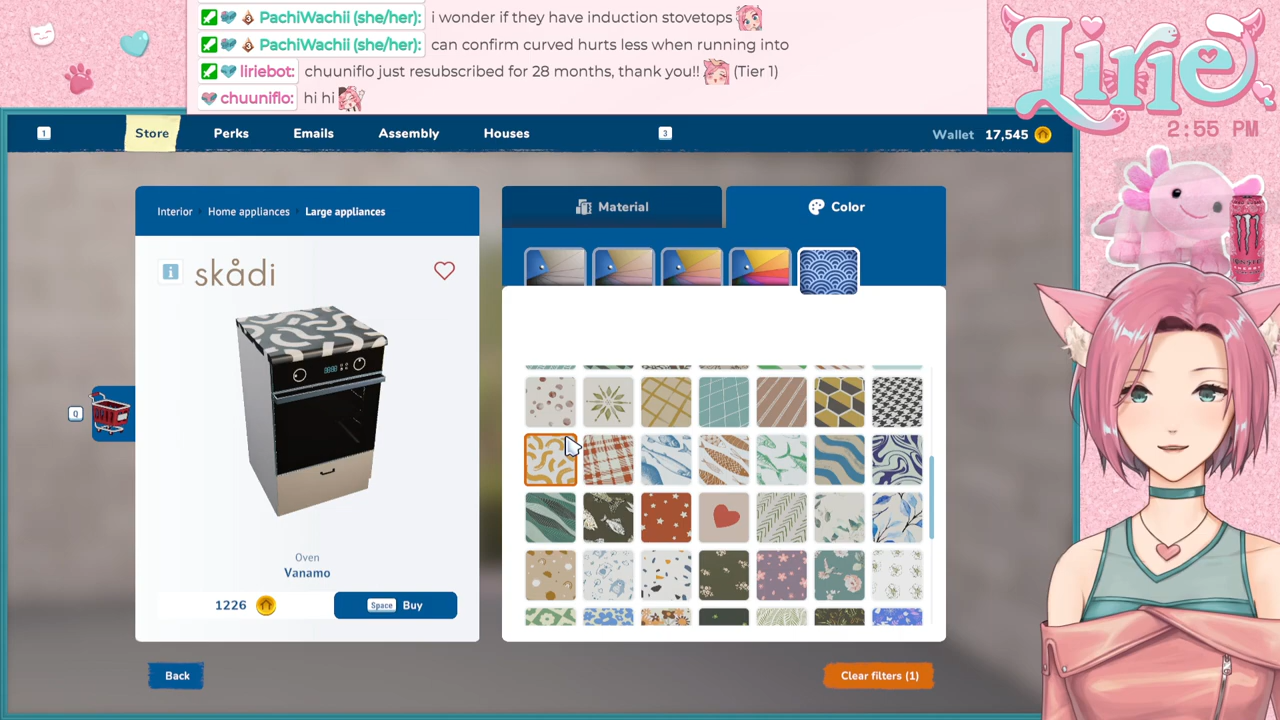 PachiWachii (she/her): i wonder if they have induction stovetops
PachiWachii (she/her): can confirm curved hurts less when running into
liriebot: chuuniflo just resubscribed for 28 months, thank you!! (Tier 1)
chuuniflo: hi hi
Lirie
2:55 PM
1 Store Perks Emails Assembly Houses 3 Wallet 17,545
Interior Home appliances Large appliances
Material
Color
skådi
Q
Oven
Vanamo
1226
Space Buy
Back
Clear filters (1)